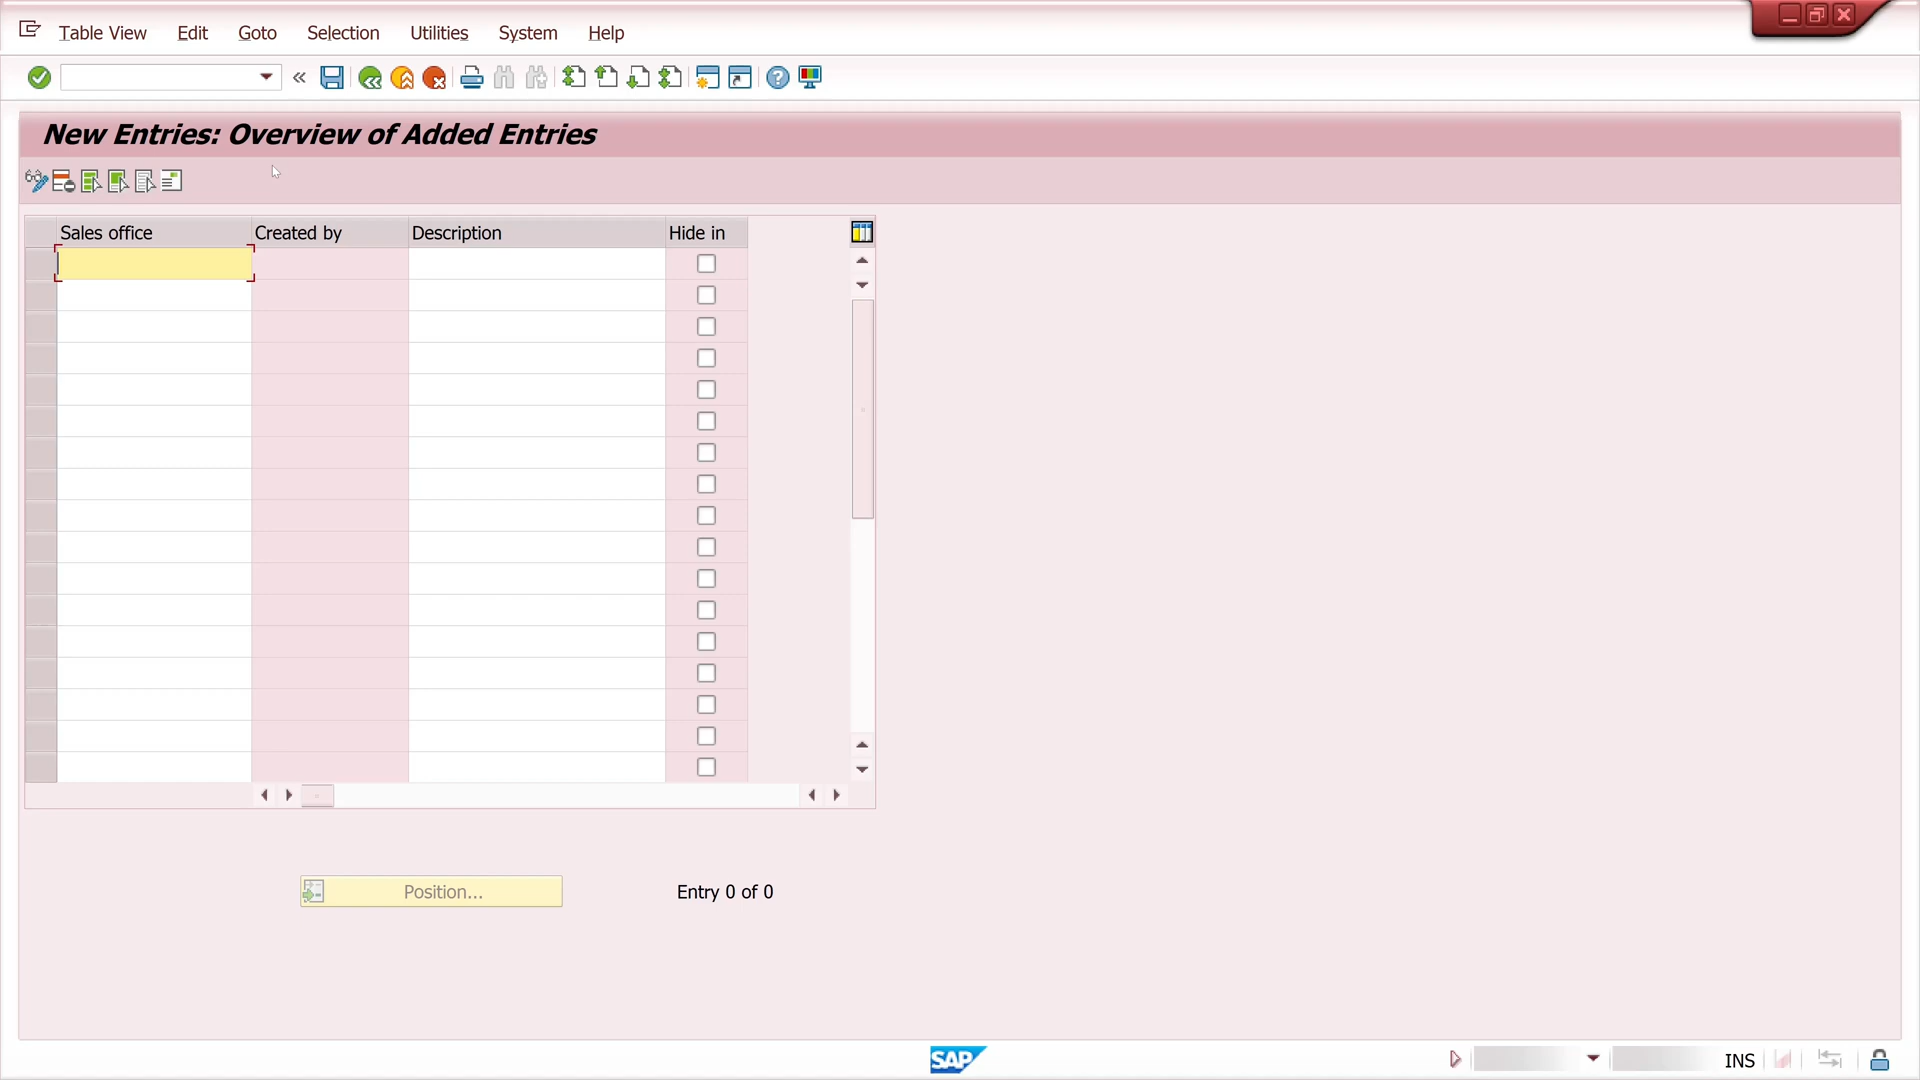 Table View Edit Goto Selection Utilities System Help
New Entries: Overview of Added Entries
Sales office Created by Description Hide in
Position... Entry 0 of 0
SAP INS